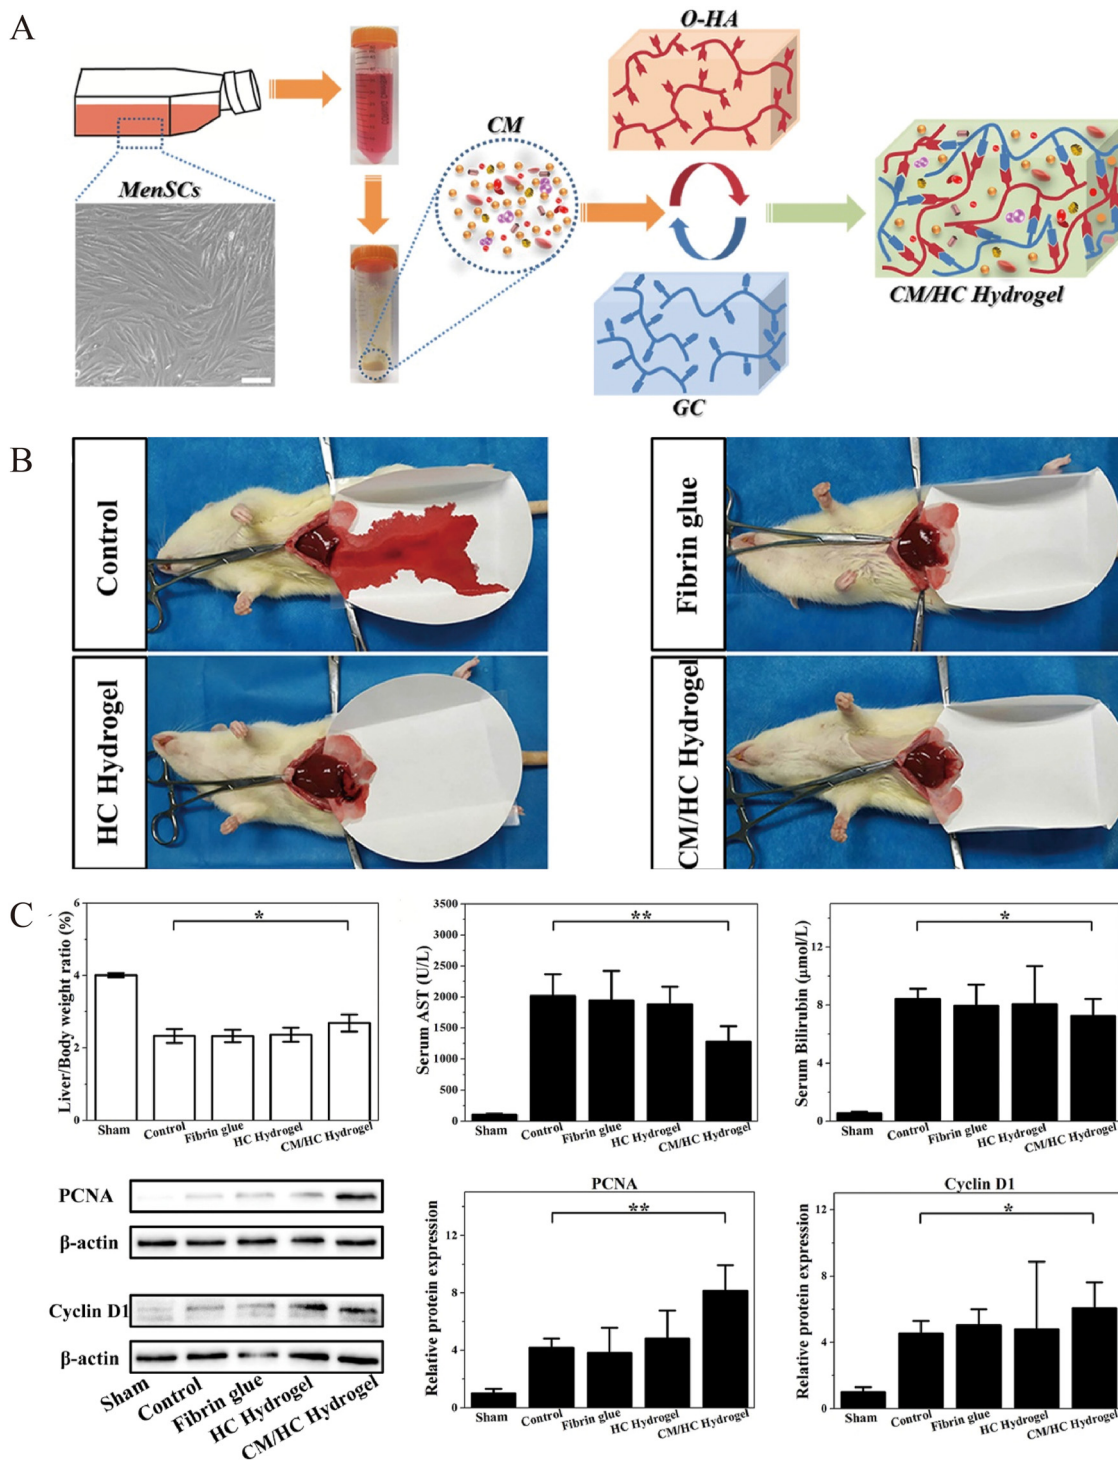 A
O-HA
CM
MenSCs
CM/HC Hydrogel
GC
B
Control
Fibrin glue
HC Hydrogel
CM/HC Hydrogel
C
Liver/Body weight ratio (%)
6
4
2
0
*
Sham
Control
Fibrin glue
HC Hydrogel
CM/HC Hydrogel
Serum AST (U/L)
3500
3000
2500
2000
1500
1000
500
0
**
Sham
Control
Fibrin glue
HC Hydrogel
CM/HC Hydrogel
Serum Bilirubin (μmol/L)
12
8
4
0
*
Sham
Control
Fibrin glue
HC Hydrogel
CM/HC Hydrogel
PCNA
β-actin
Cyclin D1
β-actin
Sham
Control
Fibrin glue
HC Hydrogel
CM/HC Hydrogel
PCNA
Relative protein expression
12
8
4
0
**
Sham
Control
Fibrin glue
HC Hydrogel
CM/HC Hydrogel
Cyclin D1
Relative protein expression
12
8
4
0
*
Sham
Control
Fibrin glue
HC Hydrogel
CM/HC Hydrogel